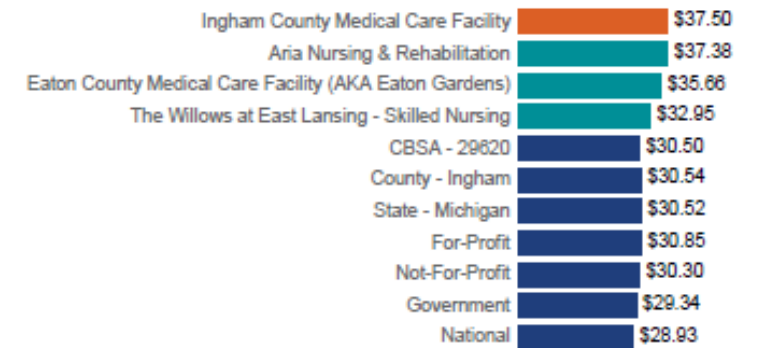 Ingham County Medical Care Facility $37.50
Aria Nursing & Rehabilitation $37.38
Eaton County Medical Care Facility (AKA Eaton Gardens) $35.66
The Willows at East Lansing - Skilled Nursing $32.95
CBSA - 29620 $30.50
County - Ingham $30.54
State - Michigan $30.52
For-Profit $30.85
Not-For-Profit $30.30
Government $29.34
National $28.93